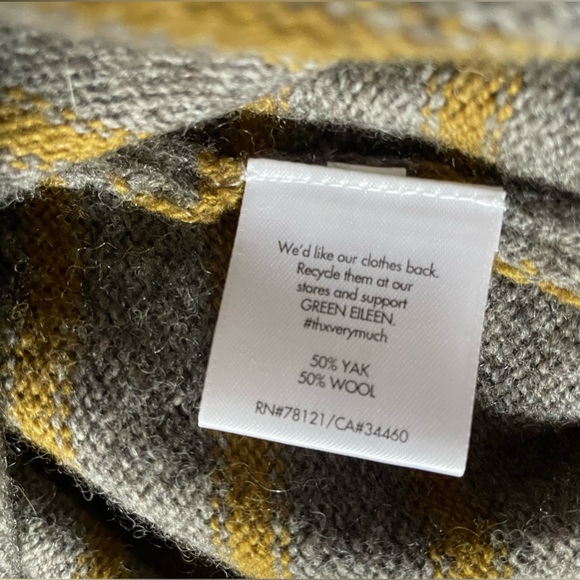 We'd like our clothes back.
Recycle them at our
stores and support
GREEN EILEEN.
#thxverymuch
50% YAK
50% WOOL
RN#78121/CA#34460